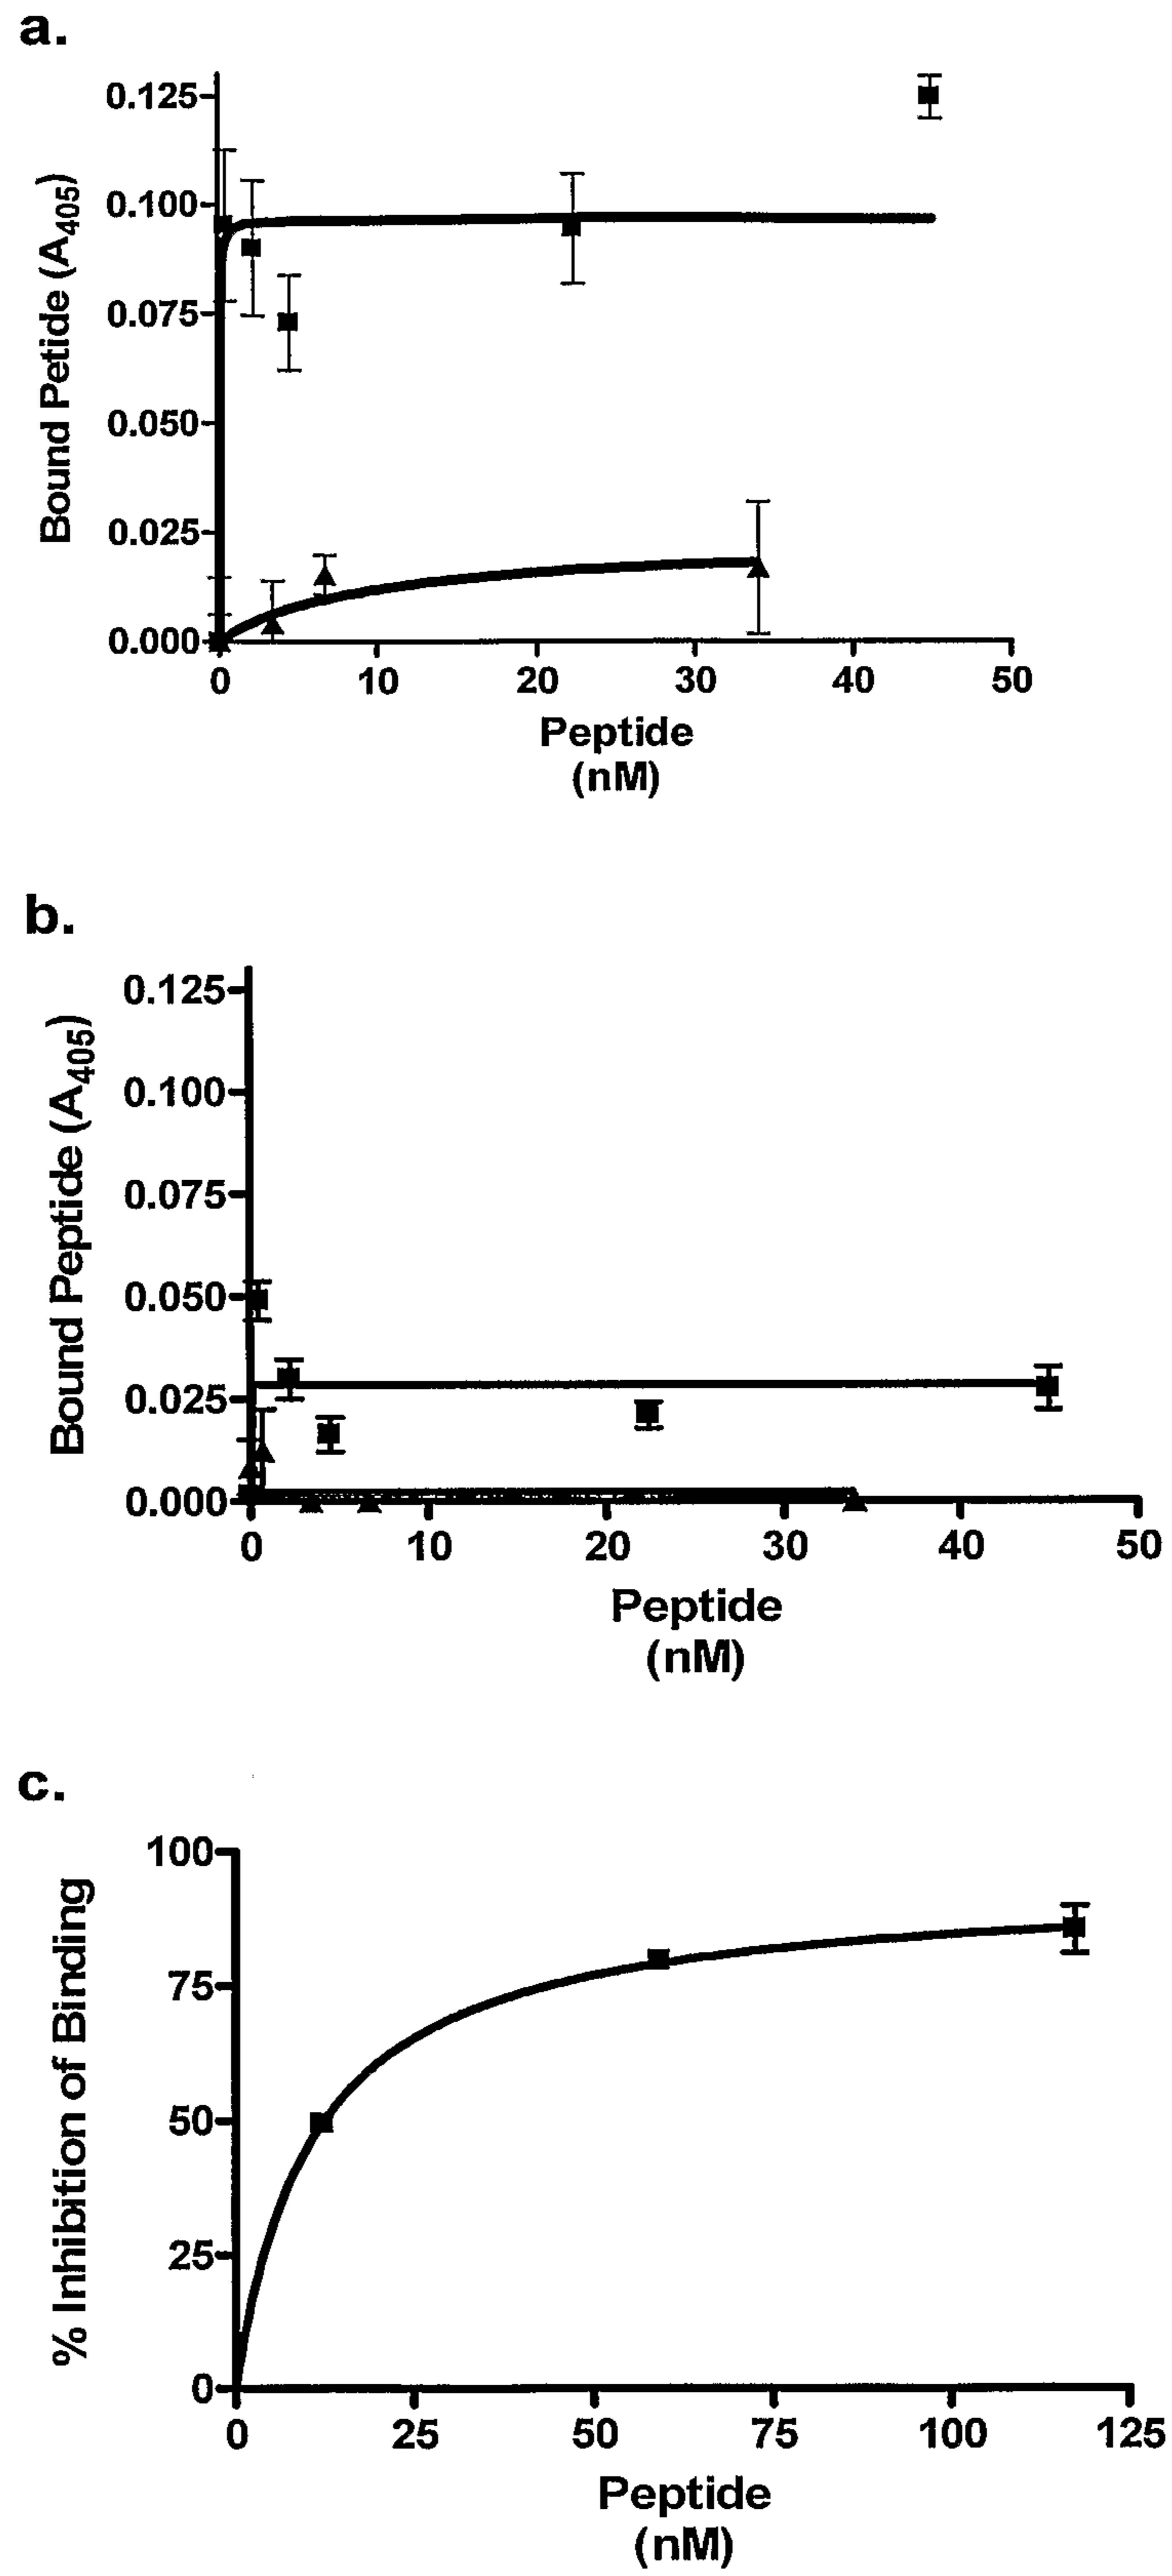 a.
Bound Petide (A405)
0.125
0.100
0.075
0.050
0.025
0.000
0 10 20 30 40 50
Peptide
(nM)
b.
Bound Peptide (A405)
0.125
0.100
0.075
0.050
0.025
0.000
0 10 20 30 40 50
Peptide
(nM)
c.
% Inhibition of Binding
100
75
50
25
0
0 25 50 75 100 125
Peptide
(nM)